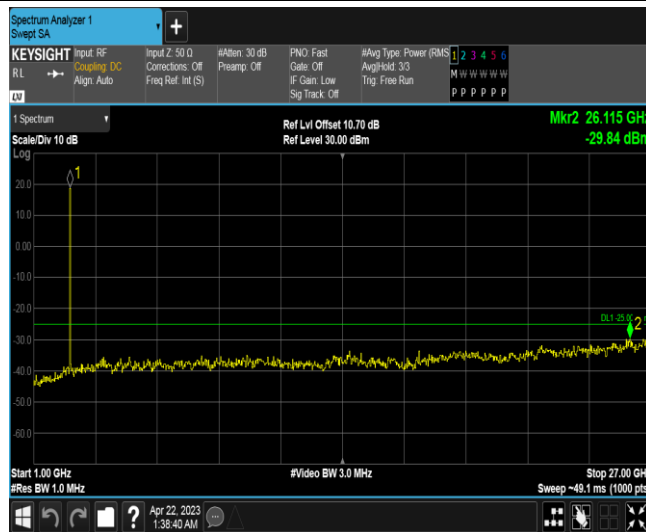 Spectrum Analyzer 1
Swept SA
+
KEYSIGHT
RL
LXI
Input: RF
Coupling: DC
Align: Auto
Input Z: 50 Ω
Corrections: Off
Freq Ref: Int (S)
#Atten: 30 dB
Preamp: Off
PNO: Fast
Gate: Off
IF Gain: Low
Sig Track: Off
#Avg Type: Power (RMS
Avg|Hold: 3/3
Trig: Free Run
1 2 3 4 5 6
M W W W W W
P P P P P P
1 Spectrum
Scale/Div 10 dB
Log
Ref Lvl Offset 10.70 dB
Ref Level 30.00 dBm
Mkr2 26.115 GHz
-29.84 dBm
1
20.0
10.0
0.00
-10.0
-20.0
DL1 -25.00
2
-30.0
-40.0
-50.0
-60.0
Start 1.00 GHz
#Video BW 3.0 MHz
Stop 27.00 GHz
#Res BW 1.0 MHz
Sweep ~49.1 ms (1000 pts
?
Apr 22, 2023
1:38:40 AM